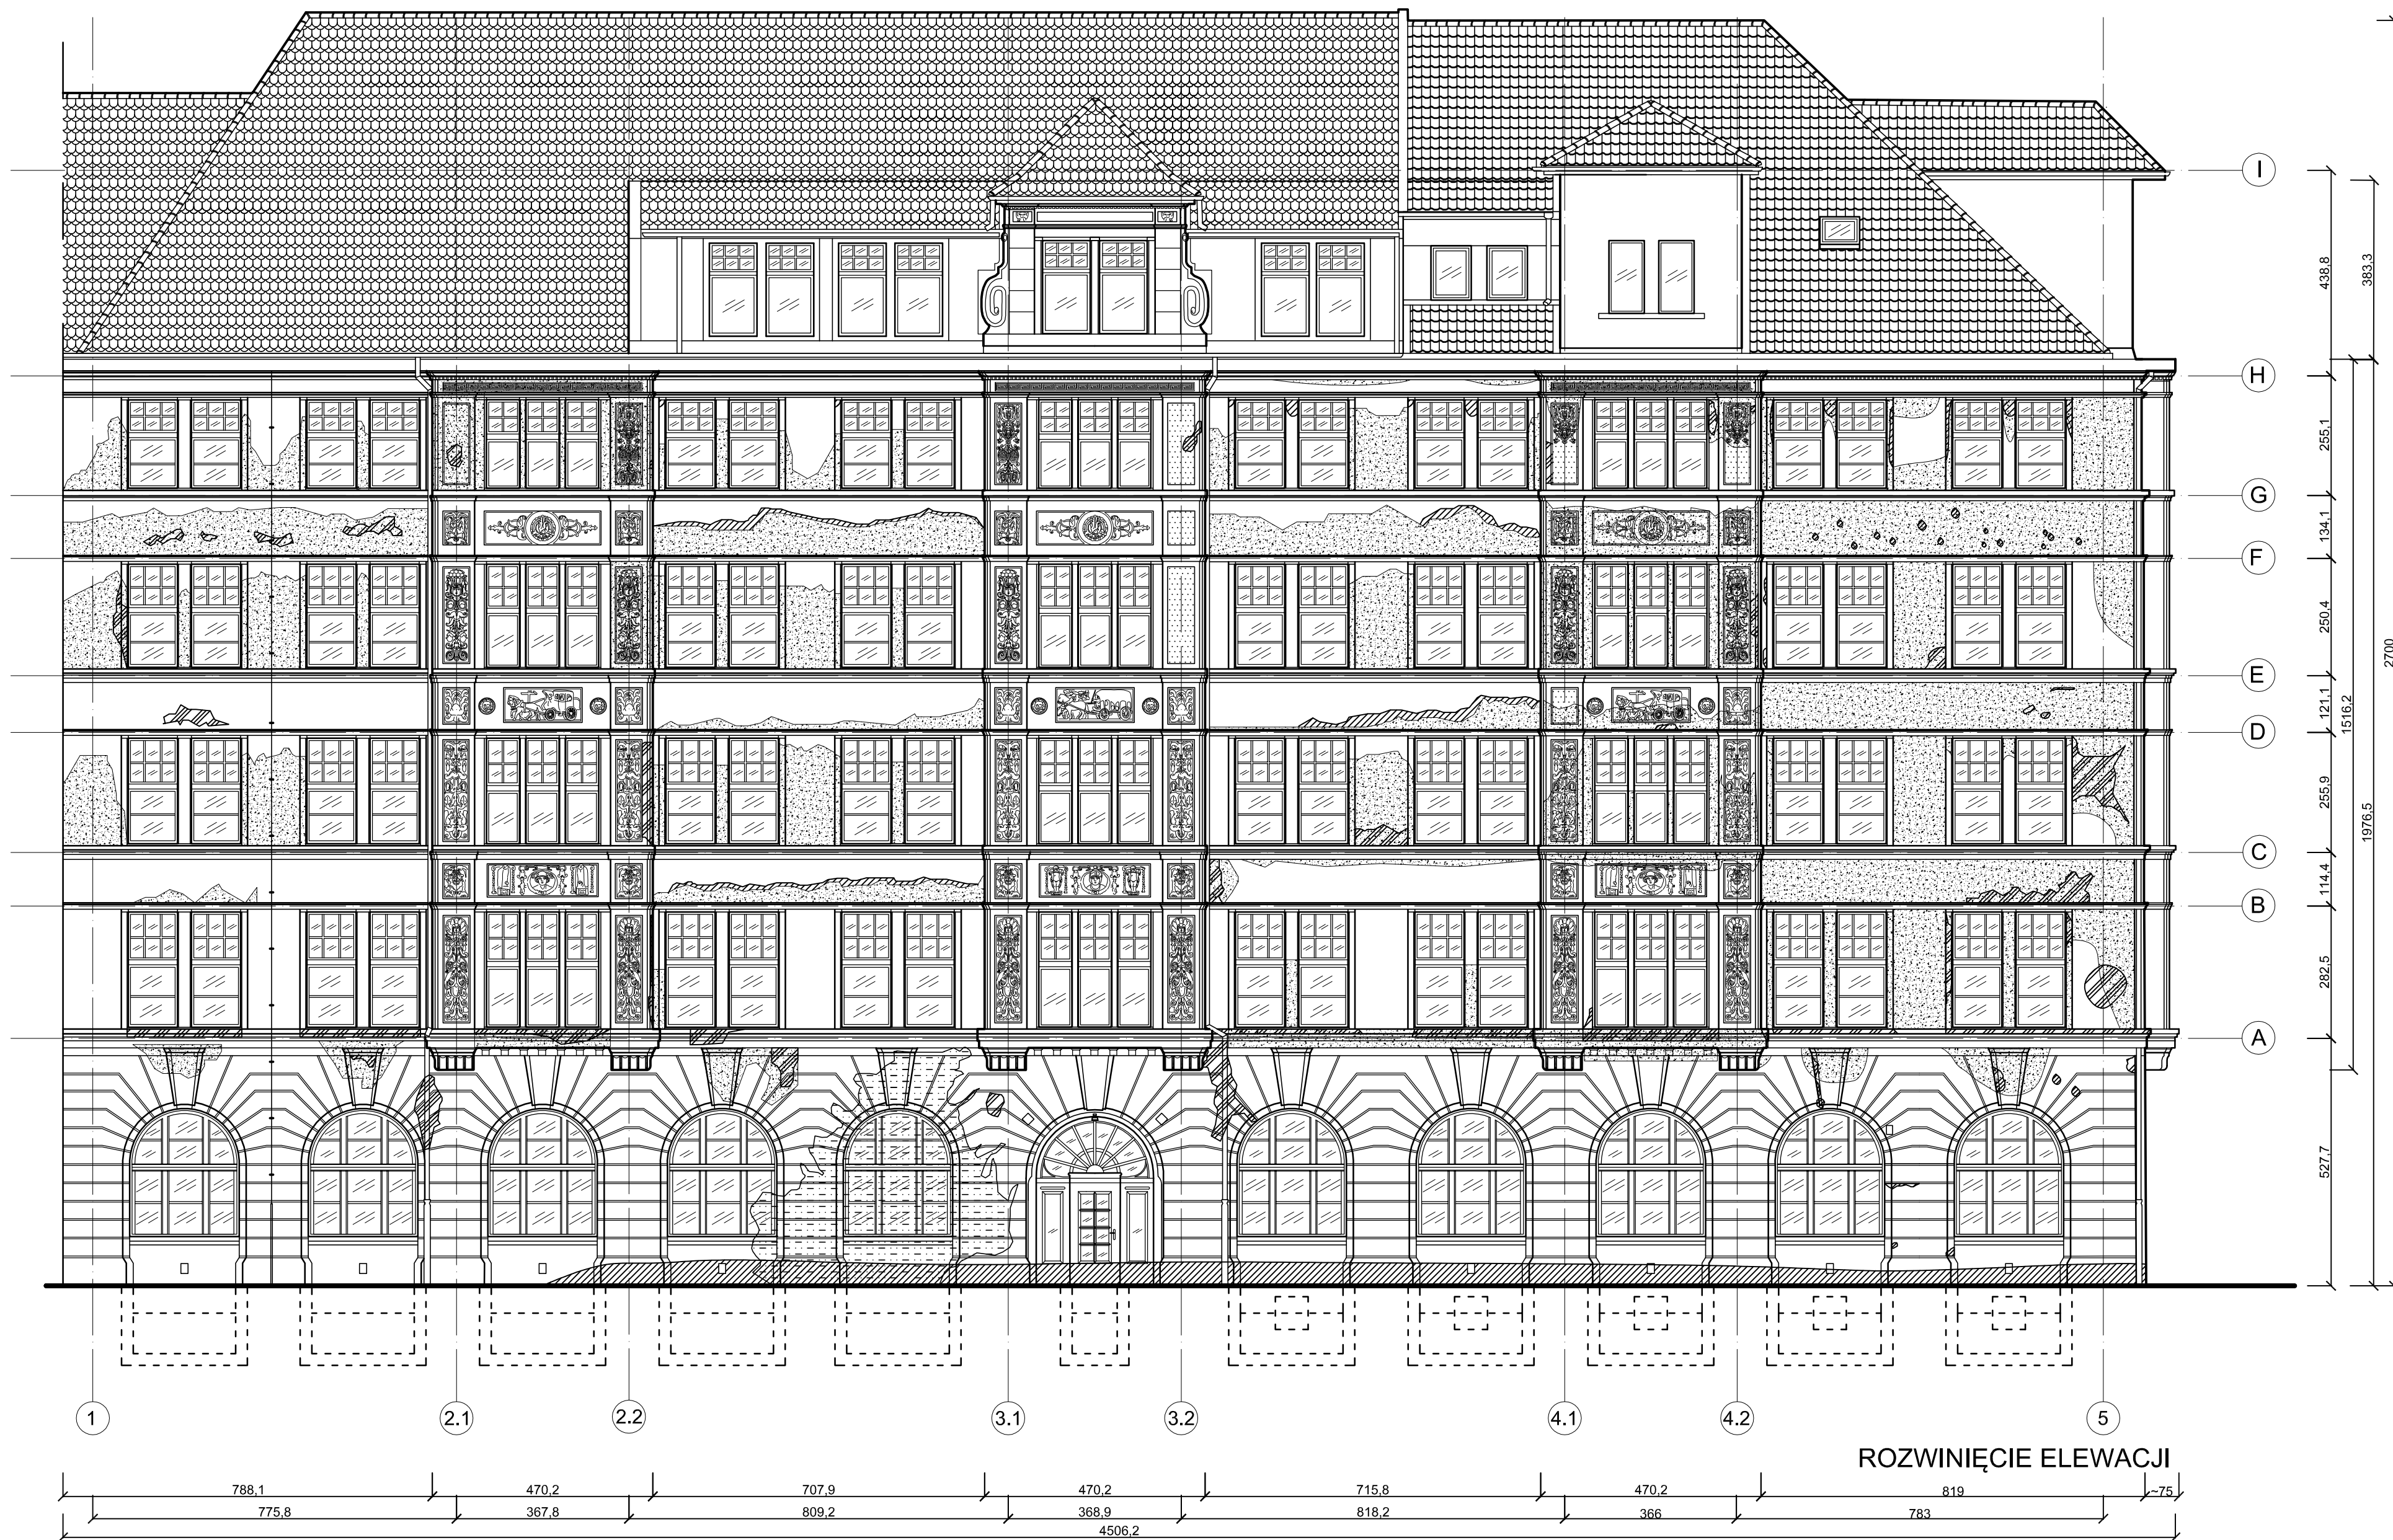 I
H
G
F
E
D
C
B
A
438,8
255,1
134,1
250,4
121,1
255,9
114,4
282,5
527,7
383,3
1516,2
1976,5
2700
1 2.1 2.2 3.1 3.2 4.1 4.2 5
ROZWINIĘCIE ELEWACJI
788,1 470,2 707,9 470,2 715,8 470,2 819 ~75
775,8 367,8 809,2 368,9 818,2 366 783
4506,2